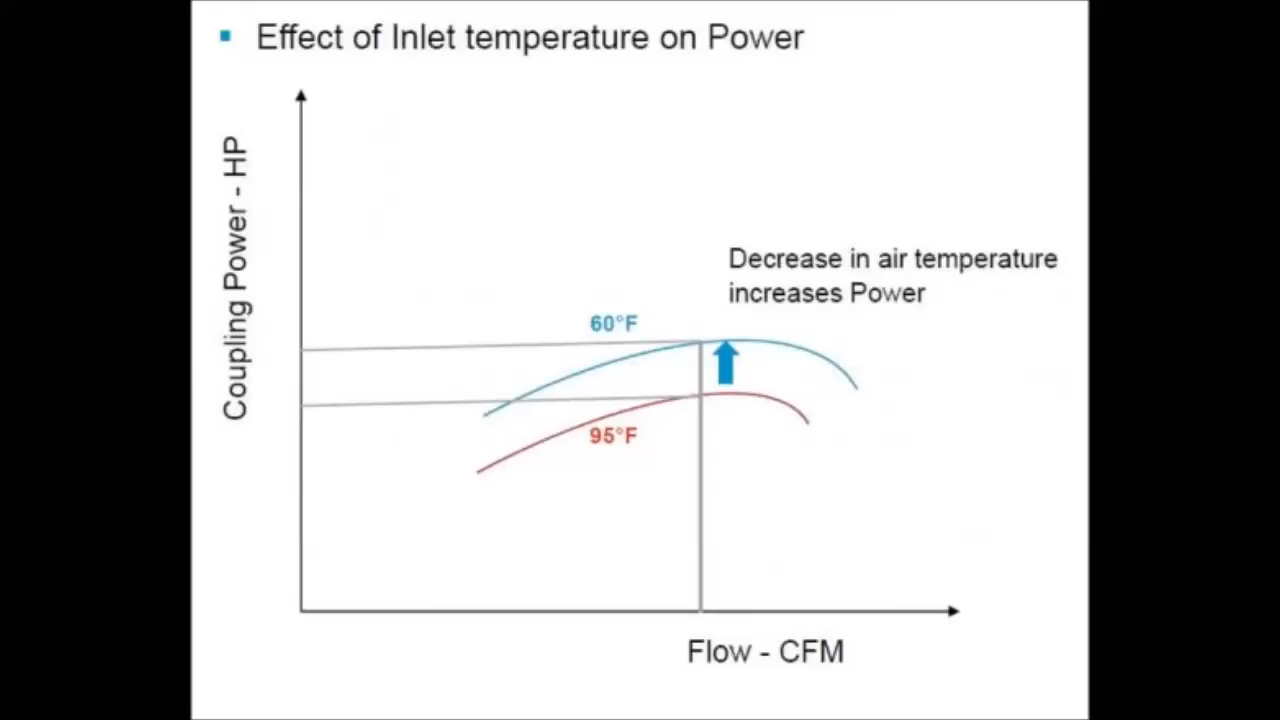 Effect of Inlet temperature on Power
Coupling Power - HP
Decrease in air temperature
increases Power
60°F
95°F
Flow - CFM